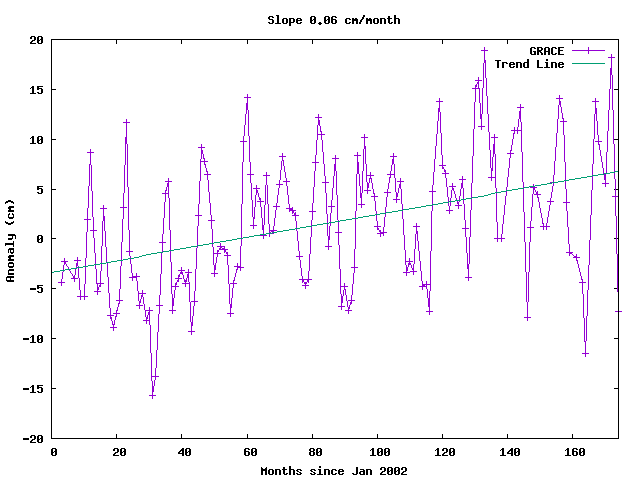 Slope 0.06 cm/month
GRACE
Trend Line
20
15
10
5
0
-5
-10
-15
-20
Anomaly (cm)
0 20 40 60 80 100 120 140 160
Months since Jan 2002